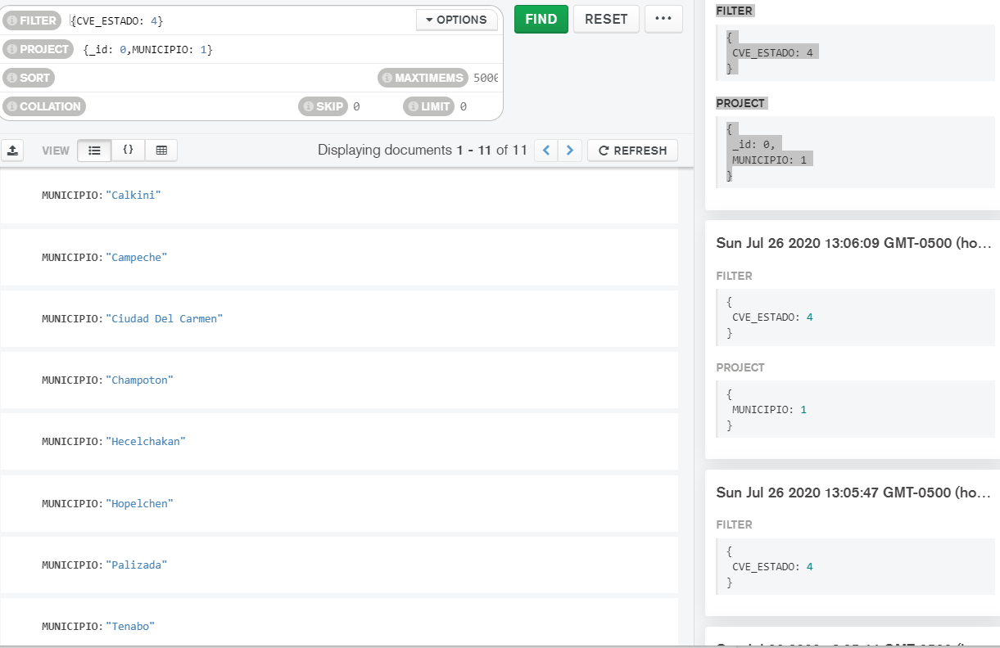 FILTER {CVE_ESTADO: 4} OPTIONS FIND RESET ...
PROJECT {_id: 0,MUNICIPIO: 1}
SORT MAXTIMEMS 5000
COLLATION SKIP 0 LIMIT 0
VIEW {} Displaying documents 1 - 11 of 11 REFRESH
MUNICIPIO: "Calkini"
MUNICIPIO: "Campeche"
MUNICIPIO: "Ciudad Del Carmen"
MUNICIPIO: "Champoton"
MUNICIPIO: "Hecelchakan"
MUNICIPIO: "Hopelchen"
MUNICIPIO: "Palizada"
MUNICIPIO: "Tenabo"
FILTER
{
CVE_ESTADO: 4
}
PROJECT
{
_id: 0,
MUNICIPIO: 1
}
Sun Jul 26 2020 13:06:09 GMT-0500 (ho...
FILTER
{
CVE_ESTADO: 4
}
PROJECT
{
MUNICIPIO: 1
}
Sun Jul 26 2020 13:05:47 GMT-0500 (ho...
FILTER
{
CVE_ESTADO: 4
}